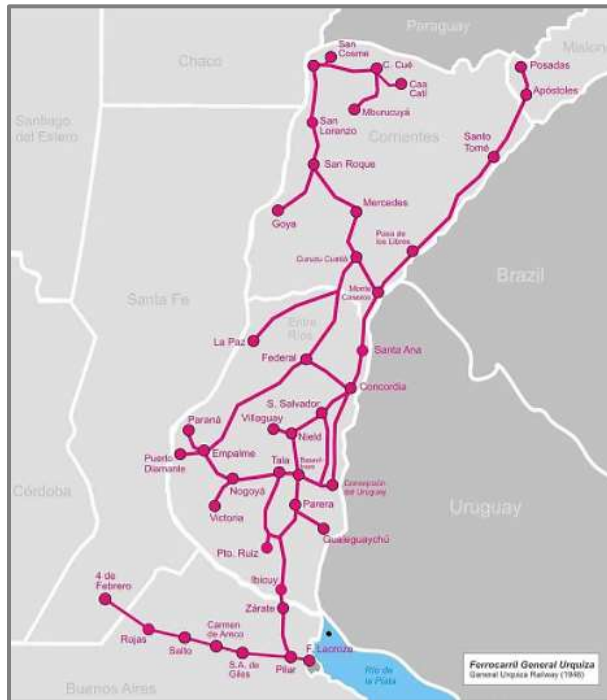 Paraguay
Misiones
San
Cosme
Chaco
C. Cué
Posadas
Caa
Catí
Apóstoles
Mburucuyá
Santiago
del Estero
San
Loranzo
Corrientes
Santo
Tomé
San Roque
Mercedes
Goya
Paso de
los Libres
Curuzu Cuatiá
Brazil
Monte
Caseros
Santa Fe
Entre
Ríos
La Paz
Santa Ana
Federal
Concordia
S. Salvador
Paraná
Villaguay
Nield
Empalme
Puerto
Diamante
Tala
Concepción
del Uruguay
Córdoba
Nogoyá
Uruguay
Victoria
Parera
Gualeguaychú
Pto. Ruiz
4 de
Febrero
Ibicuy
Zárate
Carmen
de Areco
Rojas
Salto
S.A. de
Giles
Pilar
F. Lacroze
Río de
la Plata
Buenos Aires
Ferrocarril General Urquiza
General Urquiza Railway (1948)